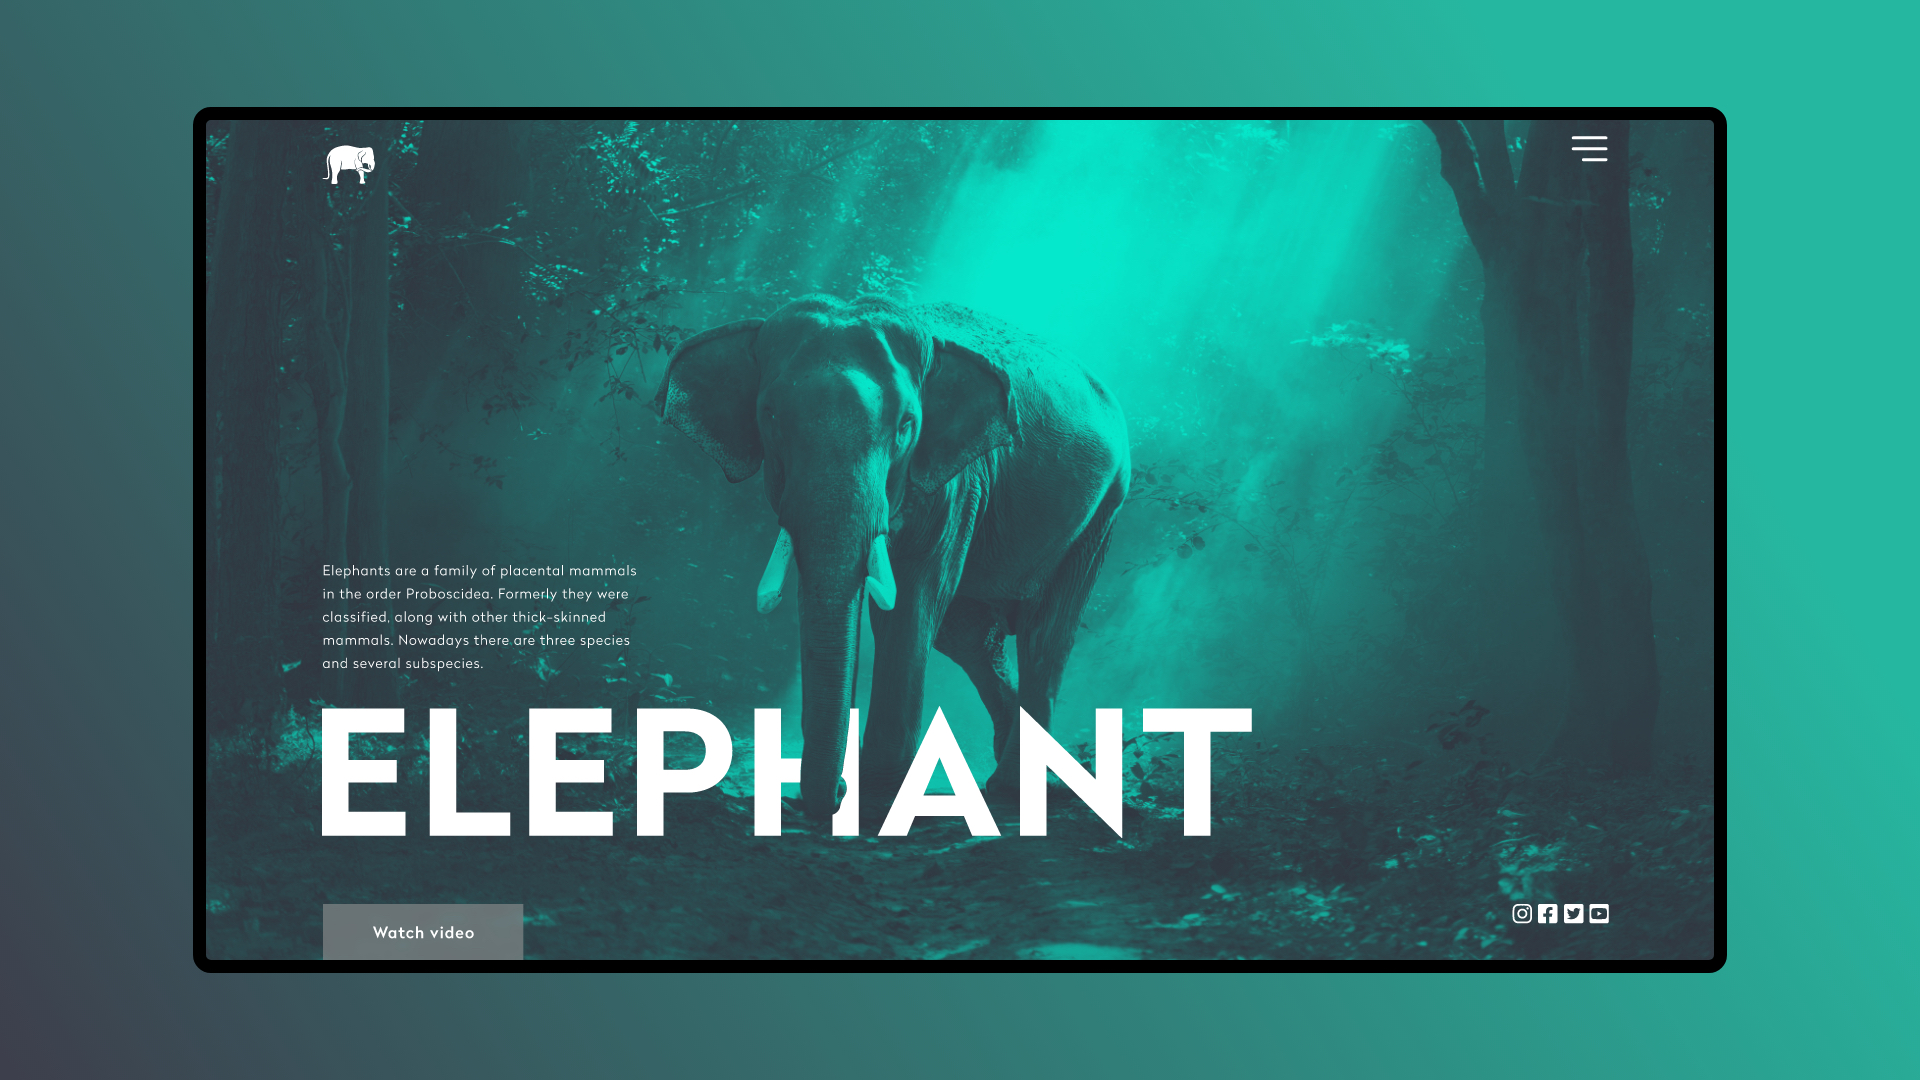 Elephants are a family of placental mammals
in the order Proboscidea. Formerly they were
classified, along with other thick-skinned
mammals. Nowadays there are three species
and several subspecies.
ELEPHANT
Watch video